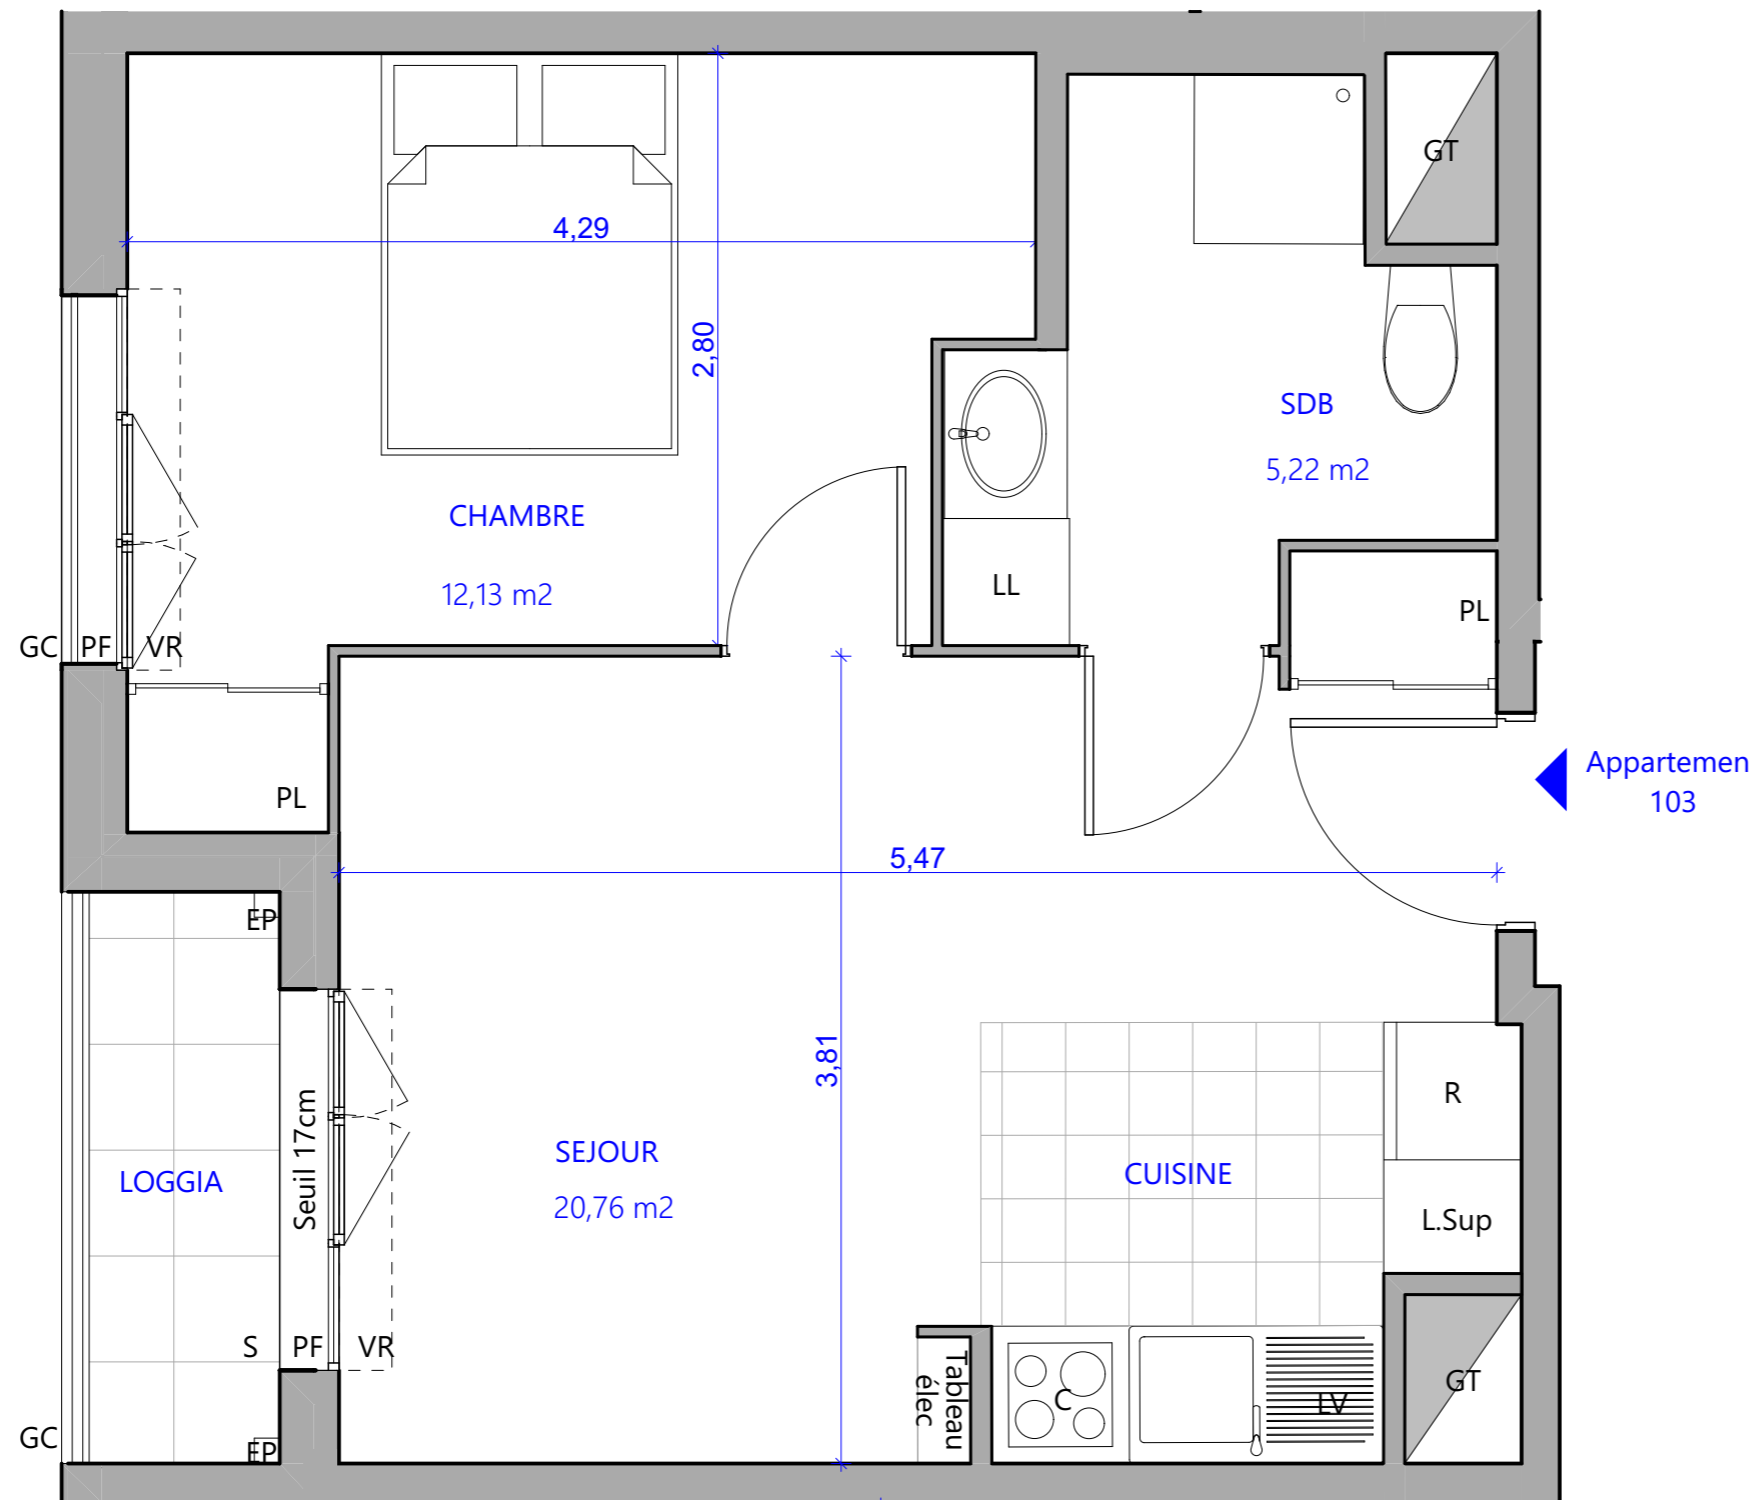 GT
4,29
2,80
SDB
5,22 m2
CHAMBRE
12,13 m2
LL
PL
GC PF VR
PL
Appartemen
103
5,47
EP
3,81
Seuil 17cm
R
SEJOUR
20,76 m2
CUISINE
LOGGIA
L.Sup
S PF VR
Tableau
élec
C
LV
GT
GC
EP